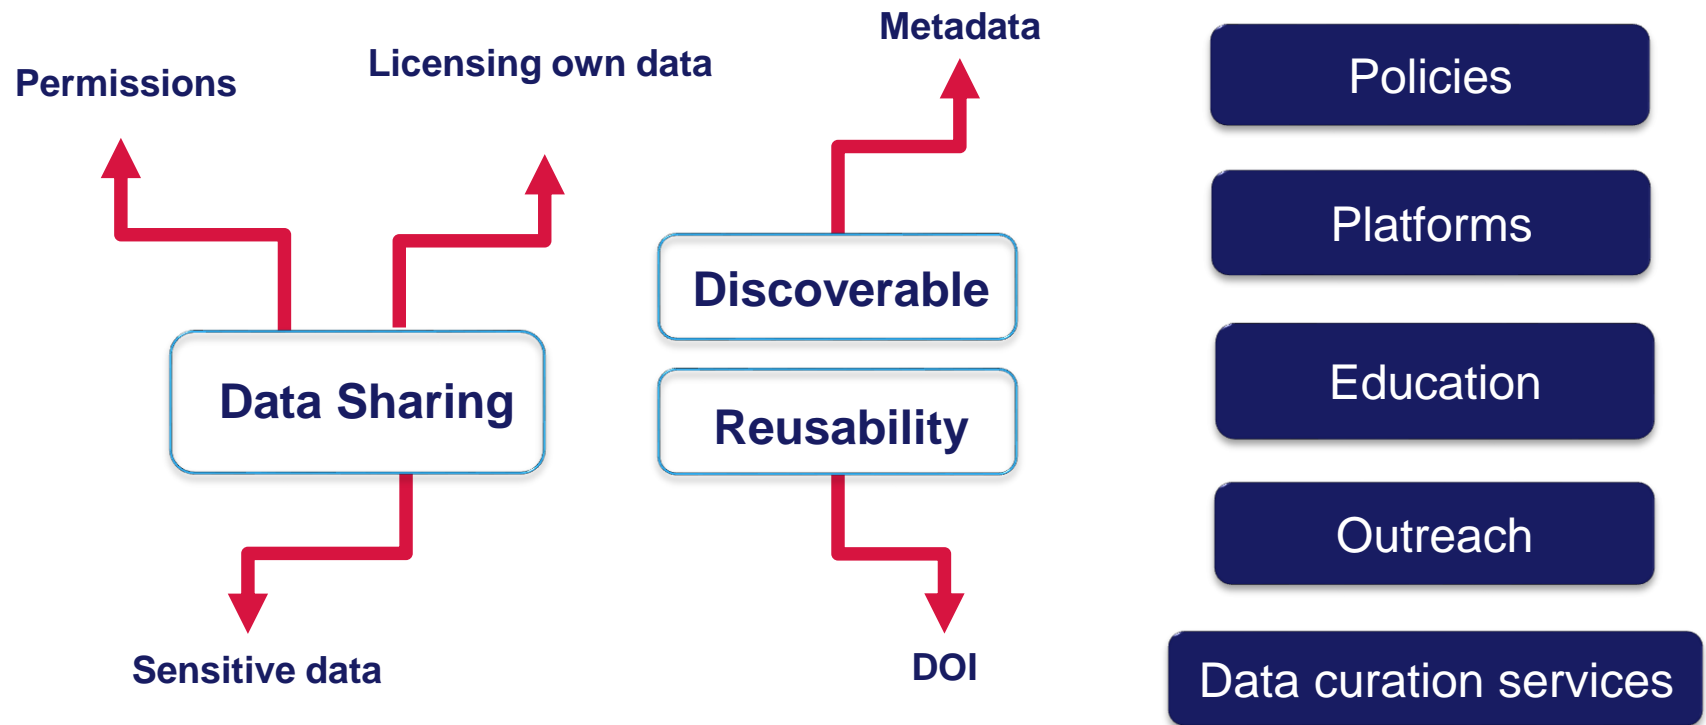 Permissions
Licensing own data
Metadata
Data Sharing
Discoverable
Reusability
Sensitive data
DOI
Policies
Platforms
Education
Outreach
Data curation services